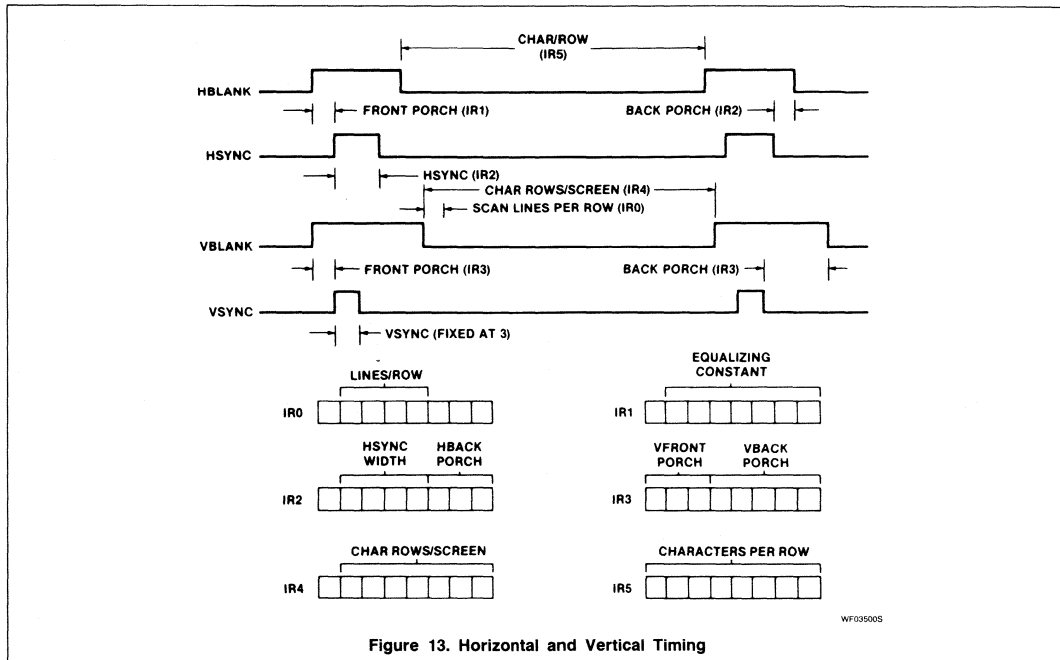 CHAR/ROW
(IR5)
HBLANK
FRONT PORCH (IR1)
BACK PORCH (IR2)
HSYNC
HSYNC (IR2)
CHAR ROWS/SCREEN (IR4)
SCAN LINES PER ROW (IR0)
VBLANK
FRONT PORCH (IR3)
BACK PORCH (IR3)
VSYNC
VSYNC (FIXED AT 3)
LINES/ROW
IR0
EQUALIZING
CONSTANT
IR1
HSYNC
WIDTH
HBACK
PORCH
IR2
VFRONT
PORCH
VBACK
PORCH
IR3
CHAR ROWS/SCREEN
IR4
CHARACTERS PER ROW
IR5
WF03500S
Figure 13. Horizontal and Vertical Timing